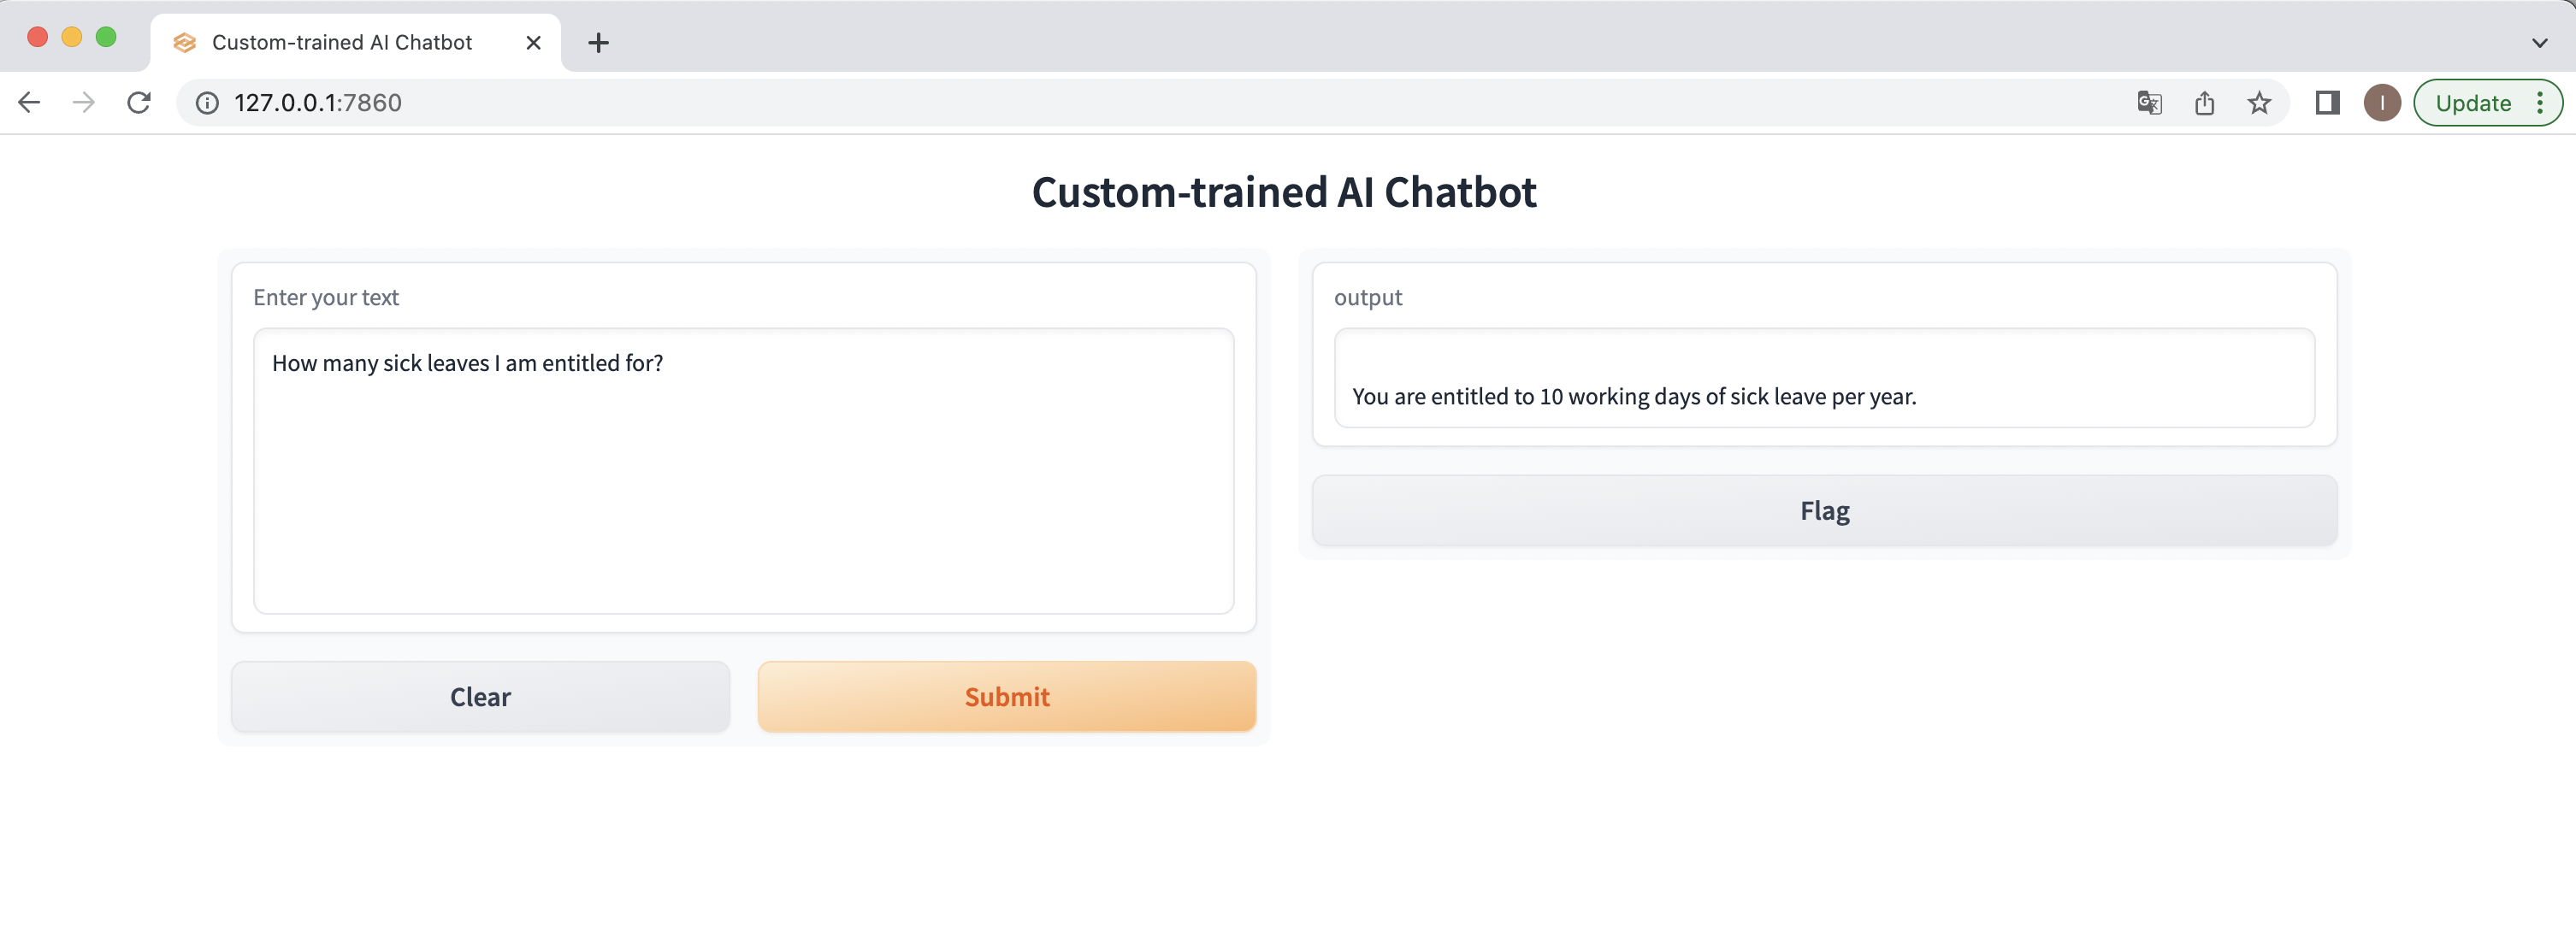 Custom-trained AI Chatbot
127.0.0.1:7860
I
Update
Custom-trained AI Chatbot
Enter your text
How many sick leaves I am entitled for?
Clear
Submit
output
You are entitled to 10 working days of sick leave per year.
Flag